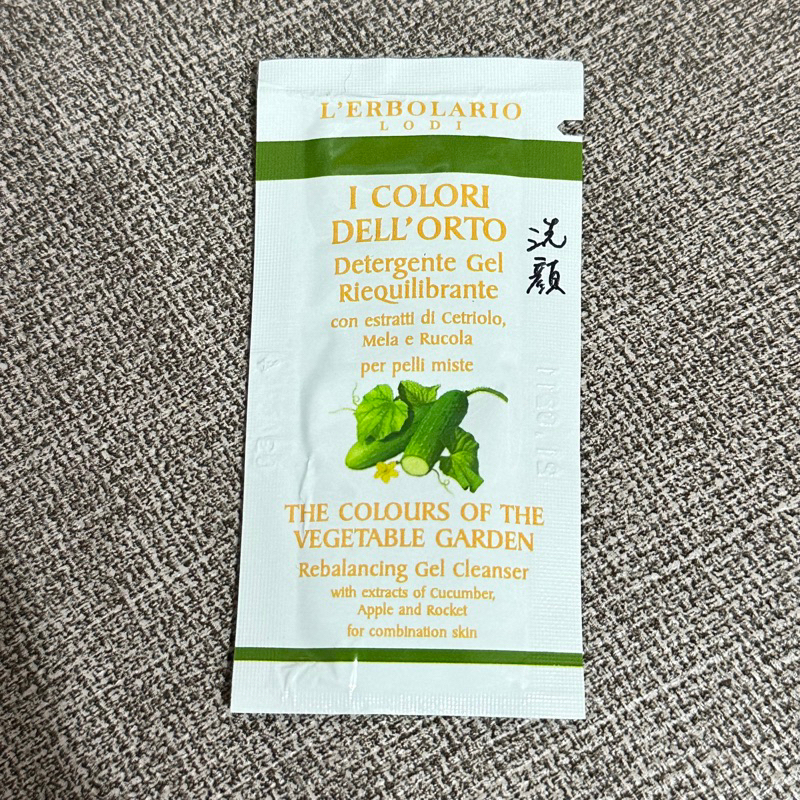 L'ERBOLARIO
LODI
I COLORI
DELL'ORTO
Detergente Gel
Riequilibrante
con estratti di Cetriolo,
Mela e Rucola
per pelli miste
洗
顔
THE COLOURS OF THE
VEGETABLE GARDEN
Rebalancing Gel Cleanser
with extracts of Cucumber,
Apple and Rocket
for combination skin